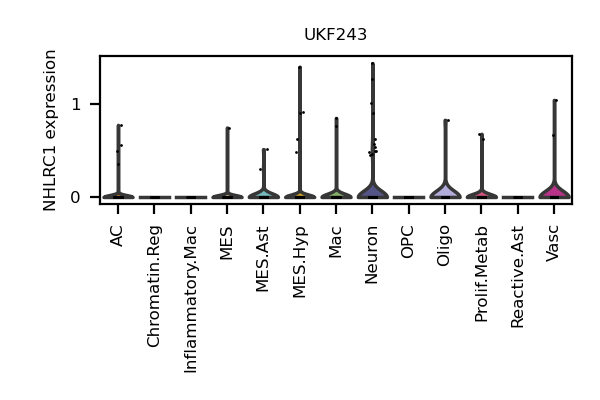 UKF243
NHLRC1 expression
1
0
AC
Chromatin.Reg
Inflammatory.Mac
MES
MES.Ast
MES.Hyp
Mac
Neuron
OPC
Oligo
Prolif.Metab
Reactive.Ast
Vasc